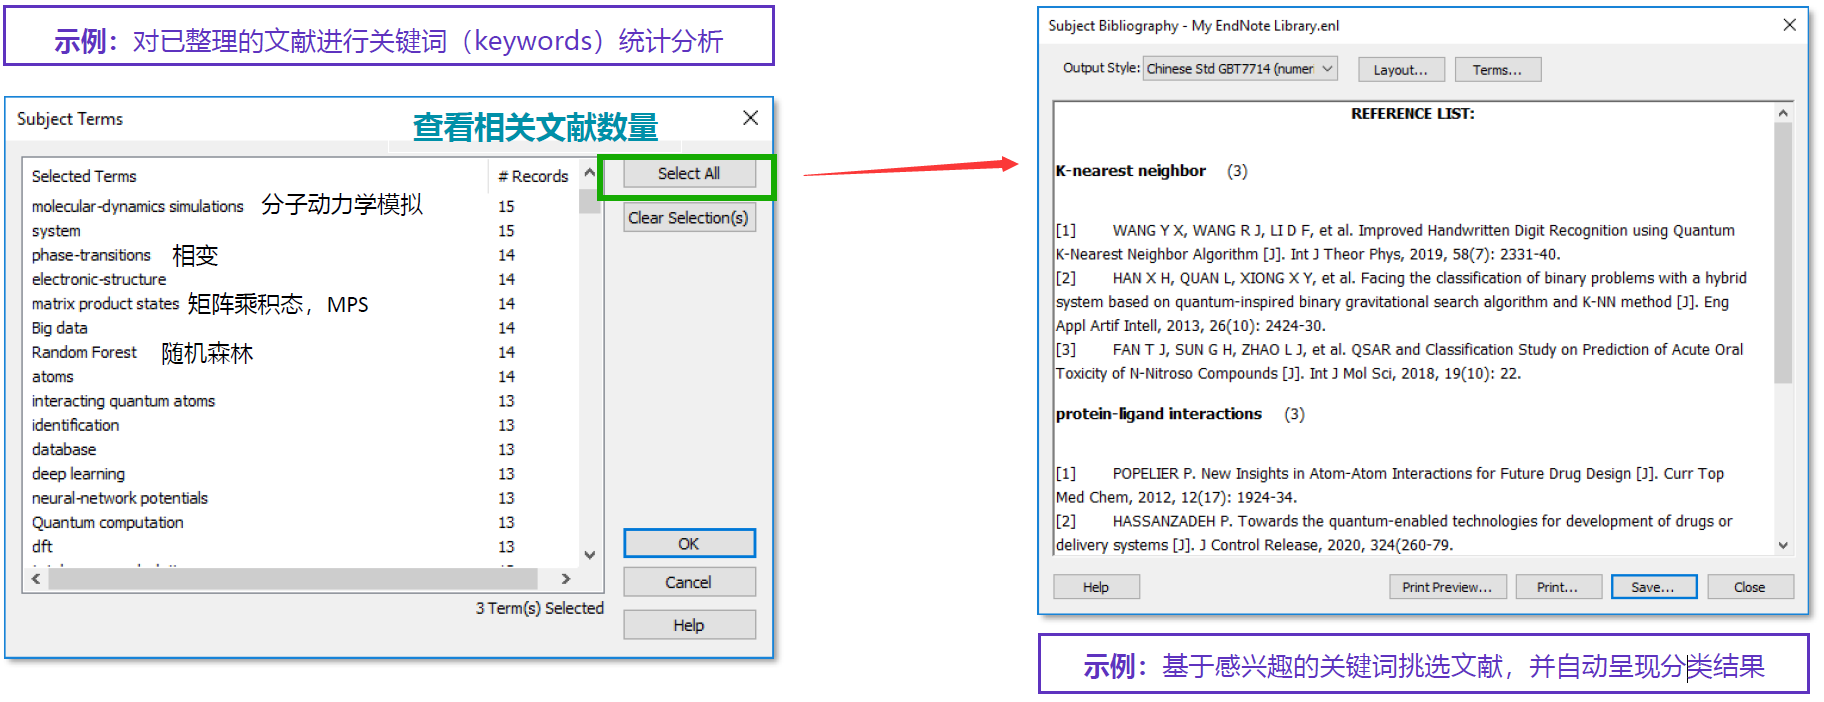 示例：对已整理的文献进行关键词（keywords）统计分析
Subject Terms
查看相关文献数量
Selected Terms # Records
molecular-dynamics simulations 分子动力学模拟 15
system 15
phase-transitions 相变 14
electronic-structure 14
matrix product states 矩阵乘积态，MPS 14
Big data 14
Random Forest 随机森林 14
atoms 14
interacting quantum atoms 13
identification 13
database 13
deep learning 13
neural-network potentials 13
Quantum computation 13
dft 13
3 Term(s) Selected
Select All
Clear Selection(s)
OK
Cancel
Help
Subject Bibliography - My EndNote Library.enl
Output Style: Chinese Std GBT7714 (numer Layout... Terms...
REFERENCE LIST:
K-nearest neighbor (3)
[1] WANG Y X, WANG R J, LI D F, et al. Improved Handwritten Digit Recognition using Quantum
K-Nearest Neighbor Algorithm [J]. Int J Theor Phys, 2019, 58(7): 2331-40.
[2] HAN X H, QUAN L, XIONG X Y, et al. Facing the classification of binary problems with a hybrid
system based on quantum-inspired binary gravitational search algorithm and K-NN method [J]. Eng
Appl Artif Intell, 2013, 26(10): 2424-30.
[3] FAN T J, SUN G H, ZHAO L J, et al. QSAR and Classification Study on Prediction of Acute Oral
Toxicity of N-Nitroso Compounds [J]. Int J Mol Sci, 2018, 19(10): 22.
protein-ligand interactions (3)
[1] POPELIER P. New Insights in Atom-Atom Interactions for Future Drug Design [J]. Curr Top
Med Chem, 2012, 12(17): 1924-34.
[2] HASSANZADEH P. Towards the quantum-enabled technologies for development of drugs or
delivery systems [J]. J Control Release, 2020, 324(260-79.
Help Print Preview... Print... Save... Close
示例：基于感兴趣的关键词挑选文献，并自动呈现分类结果